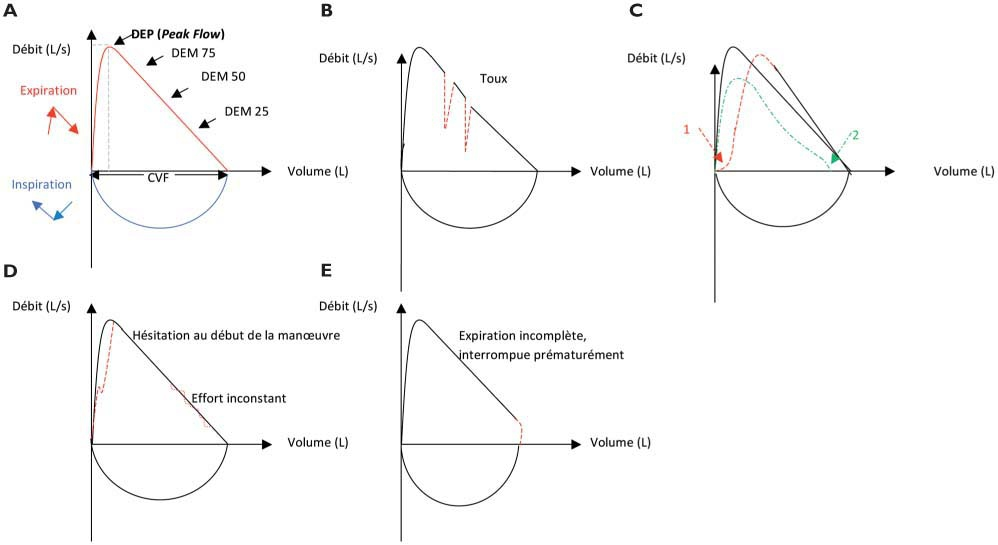 A
DEP (Peak Flow)
Débit (L/s)
DEM 75
DEM 50
DEM 25
Expiration
Inspiration
CVF
Volume (L)
B
Débit (L/s)
Toux
Volume (L)
C
Débit (L/s)
1
2
Volume (L)
D
Débit (L/s)
Hésitation au début de la manœuvre
Effort inconstant
Volume (L)
E
Débit (L/s)
Expiration incomplète,
interrompue prématurément
Volume (L)